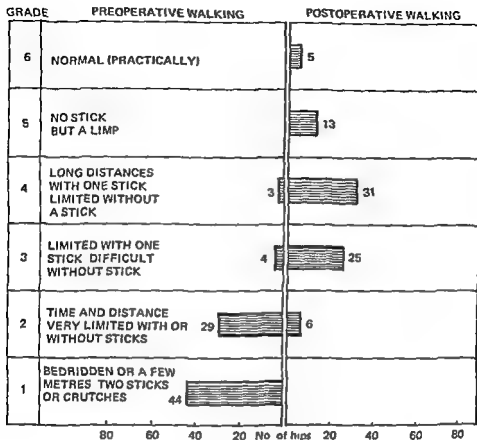 GRADE PREOPERATIVE WALKING POSTOPERATIVE WALKING
6 NORMAL (PRACTICALLY) 5
5 NO STICK
BUT A LIMP 13
4 LONG DISTANCES
WITH ONE STICK
LIMITED WITHOUT
A STICK 3 31
3 LIMITED WITH ONE
STICK DIFFICULT
WITHOUT STICK 4 25
2 TIME AND DISTANCE
VERY LIMITED WITH OR
WITHOUT STICKS 29 6
1 BEDRIDDEN OR A FEW
METRES TWO STICKS
OR CRUTCHES 44
80 60 40 20 No of hips 20 40 60 80